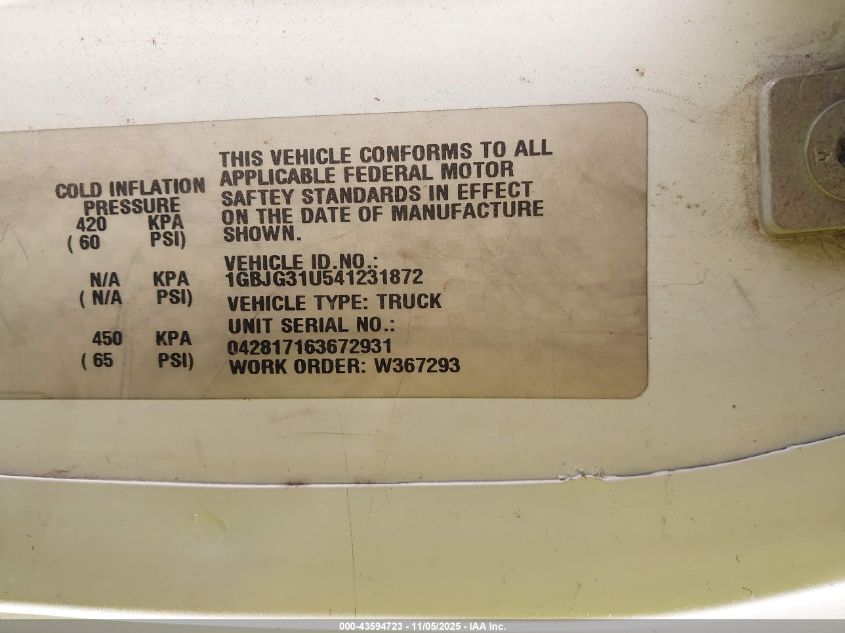 COLD INFLATION
PRESSURE
420 KPA
( 60 PSI)
N/A KPA
( N/A PSI)
450 KPA
( 65 PSI)
THIS VEHICLE CONFORMS TO ALL
APPLICABLE FEDERAL MOTOR
SAFTEY STANDARDS IN EFFECT
ON THE DATE OF MANUFACTURE
SHOWN.
VEHICLE ID.NO.:
1GBJG31U541231872
VEHICLE TYPE: TRUCK
UNIT SERIAL NO.:
042817163672931
WORK ORDER: W367293
000-43594723 - 11/05/2025 - IAA Inc.